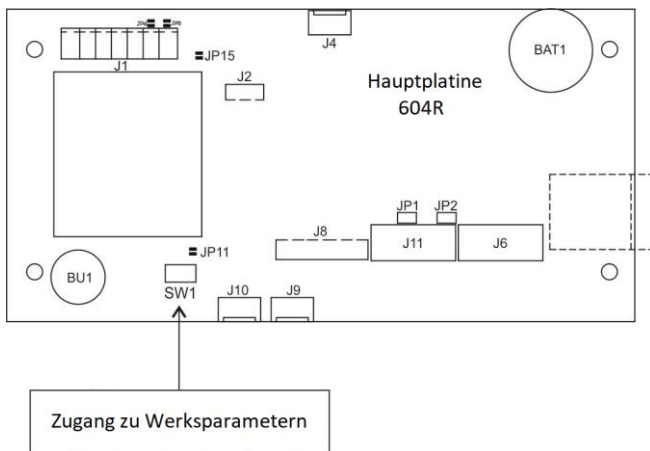 JP15
J1
J2
J4
BAT1
Hauptplatine
604R
JP1
JP2
J8
J11
J6
JP11
BU1
SW1
J10
J9
Zugang zu Werksparametern